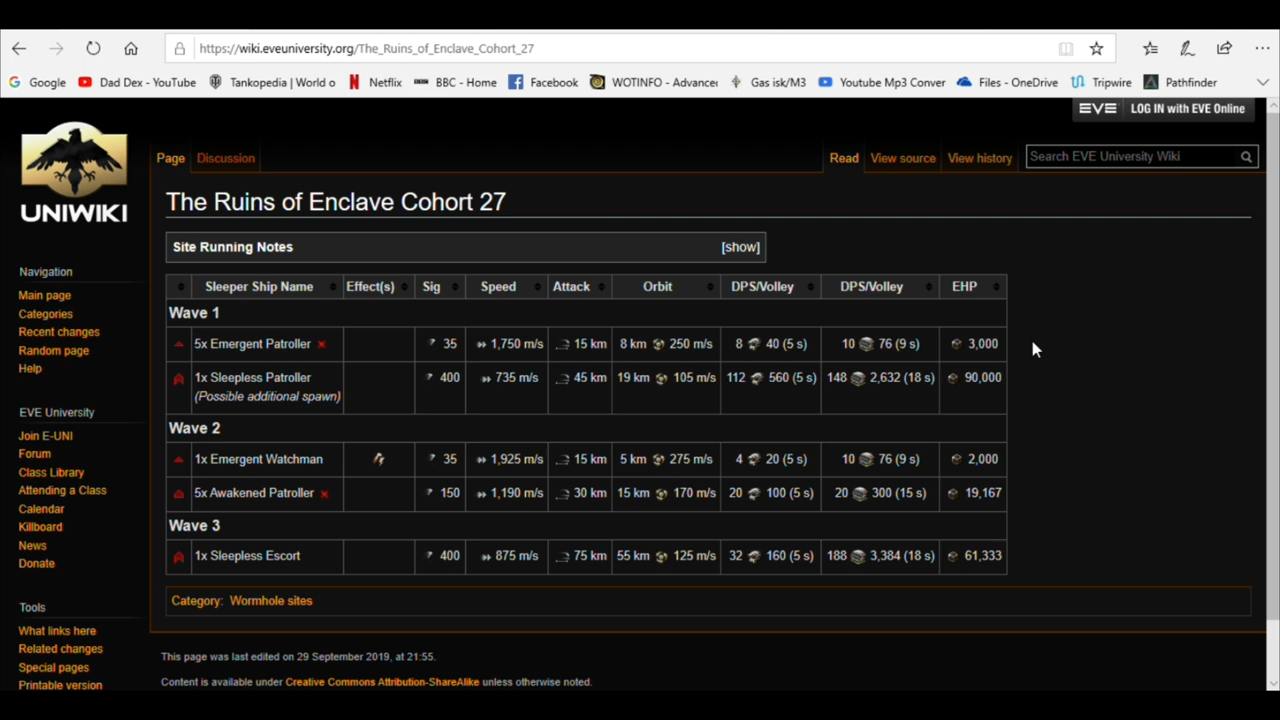 https://wiki.eveuniversity.org/The_Ruins_of_Enclave_Cohort_27
Google Dad Dex - YouTube Tankopedia | World o Netflix BBC - Home Facebook WOTINFO - Advance Gas isk/M3 Youtube Mp3 Conver Files - OneDrive Tripwire Pathfinder
EVE LOG IN with EVE Online
Page Discussion Read View source View history Search EVE University Wiki
UNIWIKI
The Ruins of Enclave Cohort 27
Site Running Notes [show]
Navigation
Main page
Categories
Recent changes
Random page
Help
EVE University
Join E-UNI
Forum
Class Library
Attending a Class
Calendar
Killboard
News
Donate
Tools
What links here
Related changes
Special pages
Printable version
Sleeper Ship Name Effect(s) Sig Speed Attack Orbit DPS/Volley DPS/Volley EHP
Wave 1
5x Emergent Patroller 35 1,750 m/s 15 km 8 km 250 m/s 8 40 (5 s) 10 76 (9 s) 3,000
1x Sleepless Patroller 400 735 m/s 45 km 19 km 105 m/s 112 560 (5 s) 148 2,632 (18 s) 90,000
(Possible additional spawn)
Wave 2
1x Emergent Watchman 35 1,925 m/s 15 km 5 km 275 m/s 4 20 (5 s) 10 76 (9 s) 2,000
5x Awakened Patroller 150 1,190 m/s 30 km 15 km 170 m/s 20 100 (5 s) 20 300 (15 s) 19,167
Wave 3
1x Sleepless Escort 400 875 m/s 75 km 55 km 125 m/s 32 160 (5 s) 188 3,384 (18 s) 61,333
Category: Wormhole sites
This page was last edited on 29 September 2019, at 21:55.
Content is available under Creative Commons Attribution-ShareAlike unless otherwise noted.